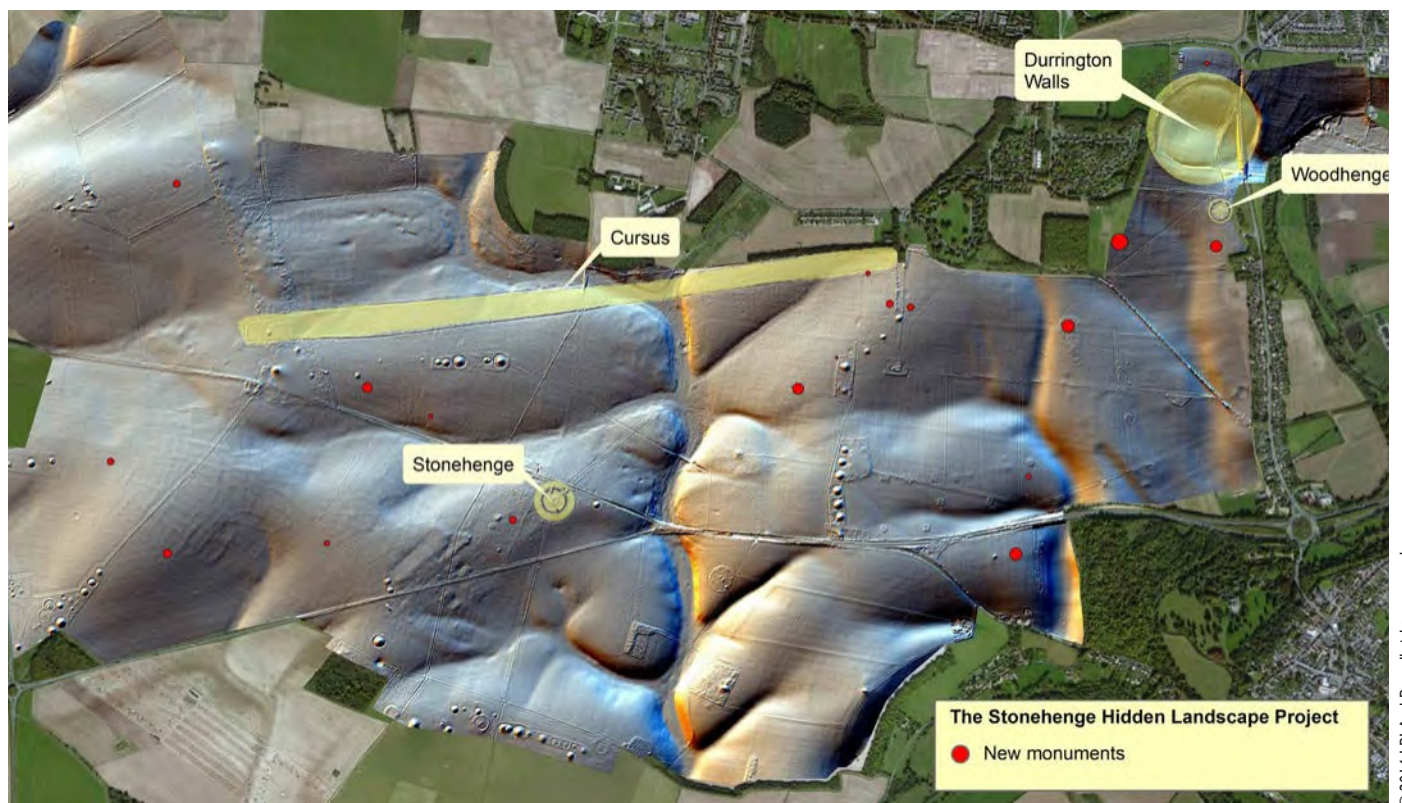 Durrington
Walls
Woodhenge
Cursus
Stonehenge
The Stonehenge Hidden Landscape Project
New monuments